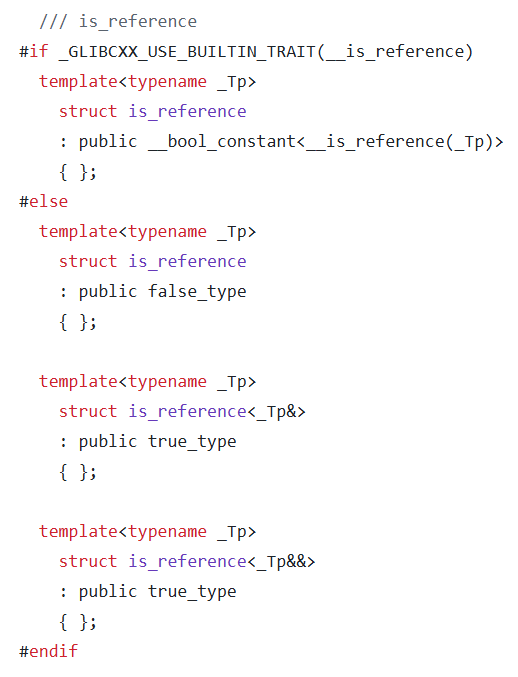 /// is_reference
#if _GLIBCXX_USE_BUILTIN_TRAIT(__is_reference)
  template<typename _Tp>
    struct is_reference
    : public __bool_constant<__is_reference(_Tp)>
    { };
#else
  template<typename _Tp>
    struct is_reference
    : public false_type
    { };

  template<typename _Tp>
    struct is_reference<_Tp&>
    : public true_type
    { };

  template<typename _Tp>
    struct is_reference<_Tp&&>
    : public true_type
    { };
#endif